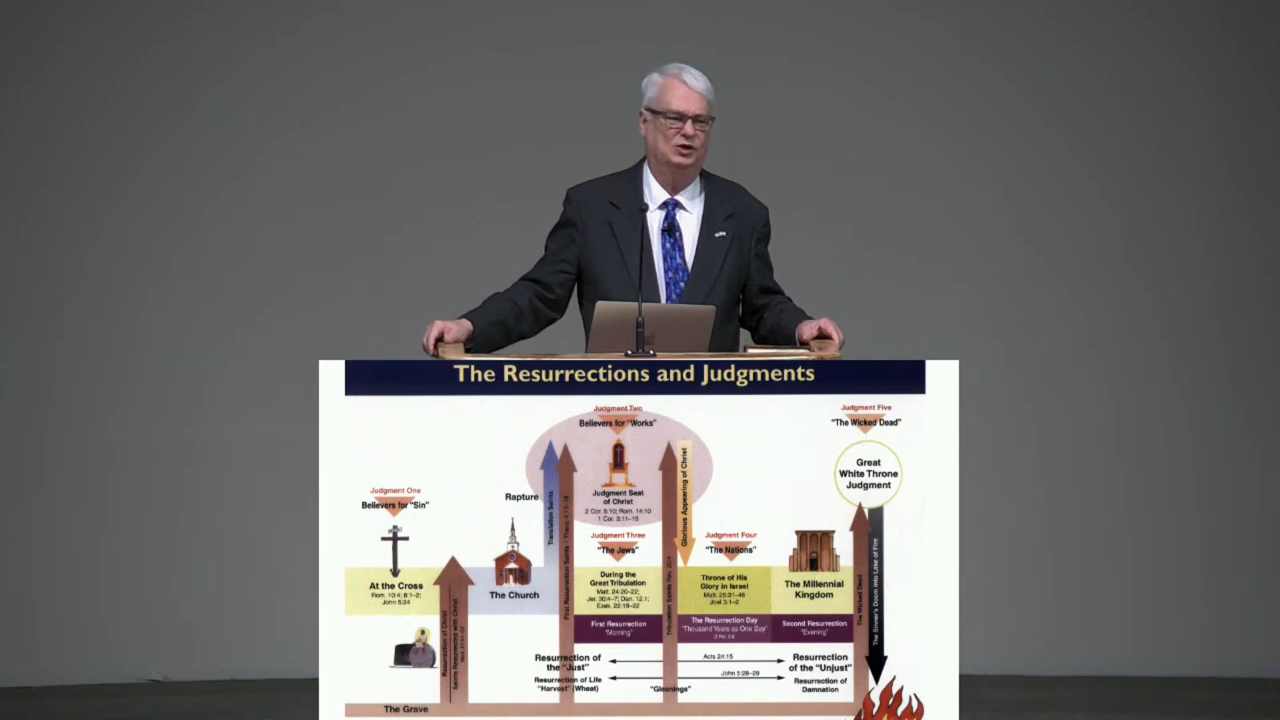 The Resurrections and Judgments
Judgment One
Believers for "Sin"
At the Cross
Rom. 10:4; 8:1–2;
John 5:24
Resurrection of Christ
Saints Resurrected with Christ
Rapture
The Church
Translation Saints
First Resurrection Saints
Judgment Two
Believers for "Works"
Judgment Seat
of Christ
2 Cor. 5:10; Rom. 14:10
1 Cor. 3:11–15
Judgment Three
"The Jews"
During the
Great Tribulation
Matt. 24:20–22;
Jer. 30:4–7; Dan. 12:1;
Ezek. 22:19–22
Tribulation Saints
Glorious Appearing of Christ
Judgment Four
"The Nations"
Throne of His
Glory in Israel
Matt. 25:31–46
Joel 3:1–2
The Millennial
Kingdom
Judgment Five
"The Wicked Dead"
Great
White Throne
Judgment
The Wicked Dead
The Sinner's Doom Into Lake of Fire
First Resurrection
"Morning"
The Resurrection Day
"Thousand Years as One Day"
Second Resurrection
"Evening"
Resurrection of
the "Just"
Acts 24:15
Resurrection
of the "Unjust"
Resurrection of Life
"Harvest" (Wheat)
John 5:28–29
"Gleenings"
Resurrection of
Damnation
The Grave